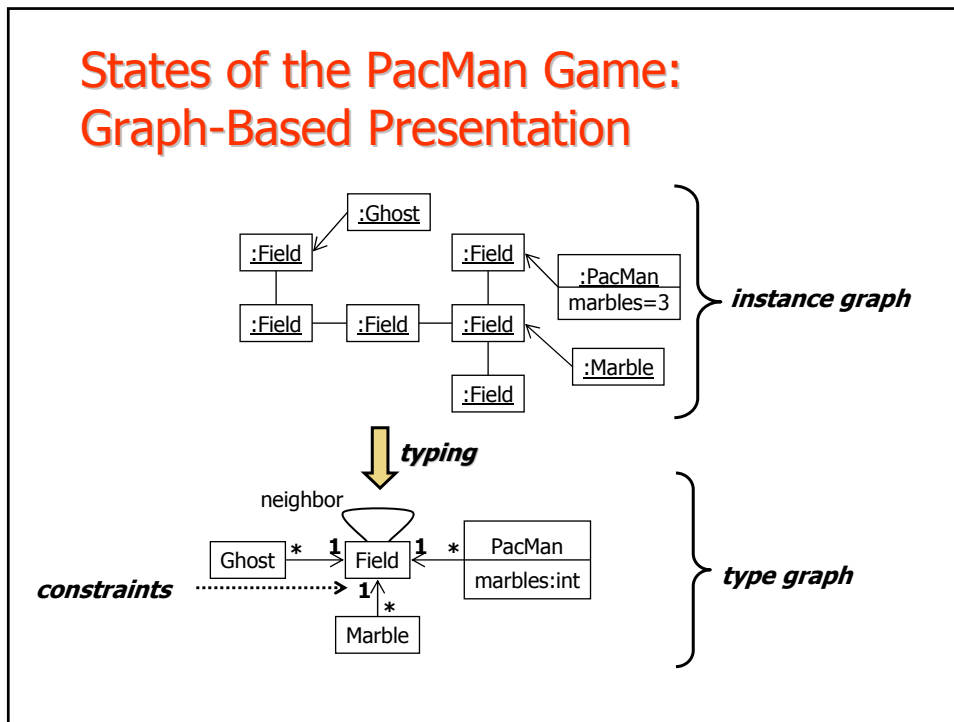 States of the PacMan Game:
Graph-Based Presentation
:Ghost
:Field
:Field
:PacMan
marbles=3
instance graph
:Field
:Field
:Field
:Marble
:Field
typing
neighbor
Ghost
*
1
Field
1
*
PacMan
marbles:int
type graph
constraints
1
*
Marble